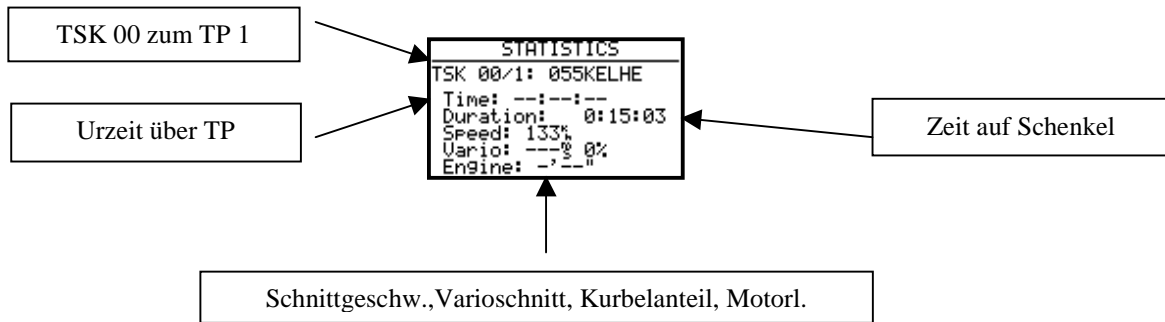 TSK 00 zum TP 1
STATISTICS
TSK 00/1: 055KELHE
Time: --:--:--
Duration: 0:15:03
Speed: 133㎞/h
Vario: ---m/s 0%
Engine: -'--"
Urzeit über TP
Zeit auf Schenkel
Schnittgeschw.,Varioschnitt, Kurbelanteil, Motorl.